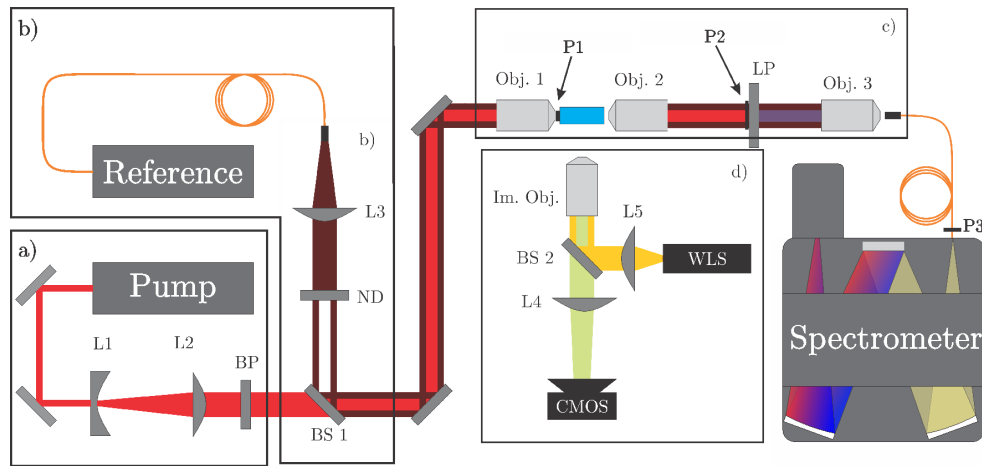 b)
c)
P1
P2
LP
Obj. 1
Obj. 2
Obj. 3
b)
Reference
d)
Im. Obj.
L5
L3
P3
BS 2
WLS
a)
Pump
ND
L4
Spectrometer
L1
L2
BP
CMOS
BS 1